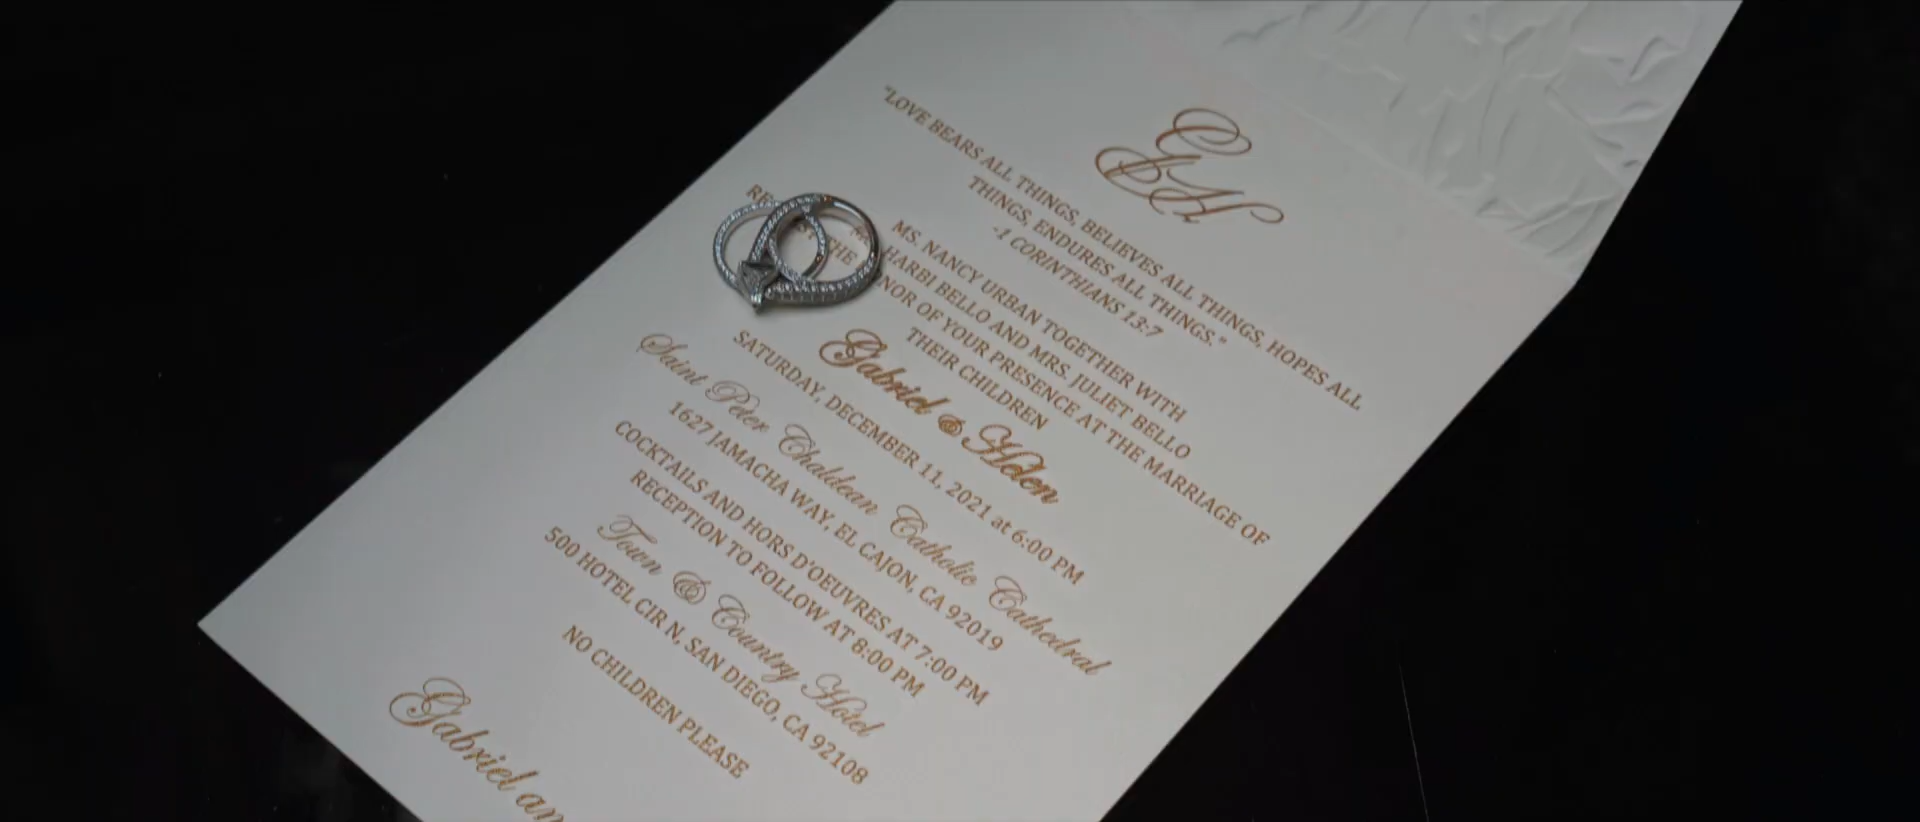 G
&H
"LOVE BEARS ALL THINGS, BELIEVES ALL THINGS, HOPES ALL
THINGS, ENDURES ALL THINGS."
-1 CORINTHIANS 13:7
MS. NANCY URBAN TOGETHER WITH
HARBI BELLO AND MRS. JULIET BELLO
THE NOR OF YOUR PRESENCE AT THE MARRIAGE OF
THEIR CHILDREN
Gabriel & Helen
SATURDAY, DECEMBER 11, 2021 at 6:00 PM
Saint Peter Chaldean Catholic Cathedral
1627 JAMACHA WAY, EL CAJON, CA 92019
COCKTAILS AND HORS D'OEUVRES AT 7:00 PM
RECEPTION TO FOLLOW AT 8:00 PM
Town & Country Hotel
500 HOTEL CIR N, SAN DIEGO, CA 92108
NO CHILDREN PLEASE
Gabriel an